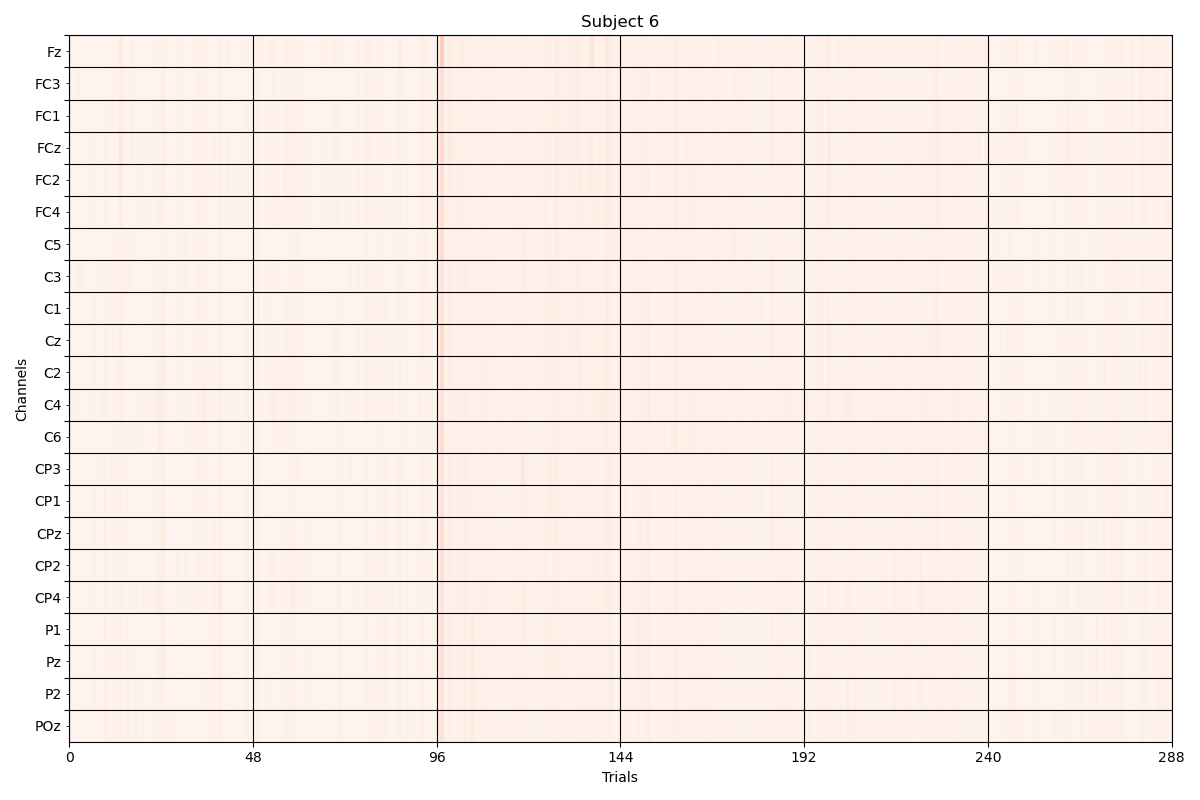 Subject 6
Fz
FC3
FC1
FCz
FC2
FC4
C5
C3
C1
Cz
C2
C4
C6
CP3
CP1
CPz
CP2
CP4
P1
Pz
P2
POz
Channels
0 48 96 144 192 240 288
Trials